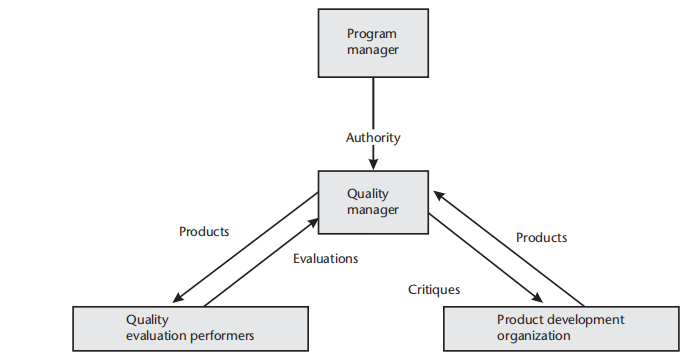 Program
manager
Authority
Quality
manager
Products
Products
Evaluations
Critiques
Quality
evaluation performers
Product development
organization